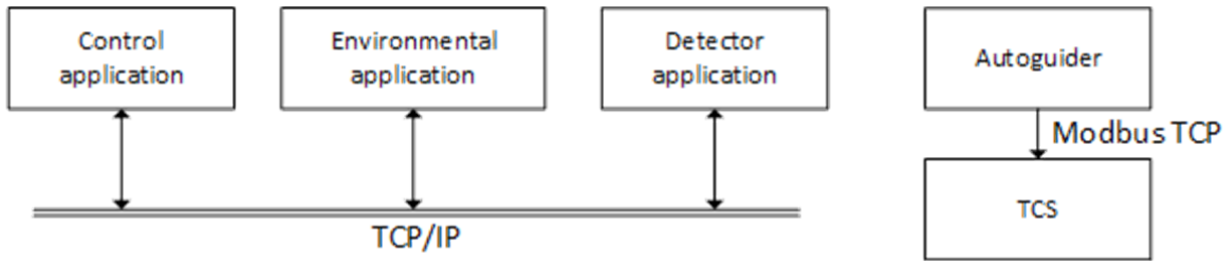 Control
application
Environmental
application
Detector
application
Autoguider
Modbus TCP
TCS
TCP/IP